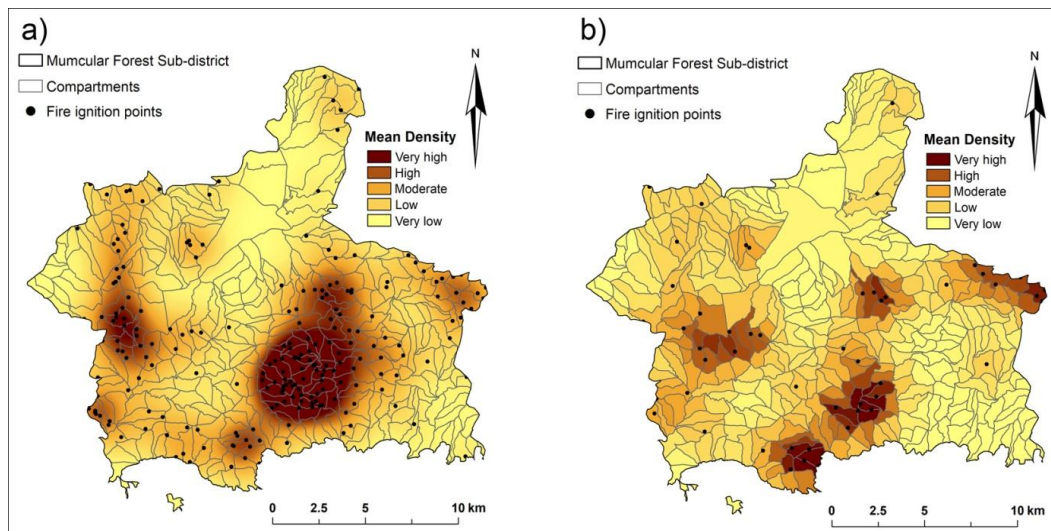 a)
Mumcular Forest Sub-district
Compartments
Fire ignition points
N
Mean Density
Very high
High
Moderate
Low
Very low
0 2.5 5 10 km
b)
Mumcular Forest Sub-district
Compartments
Fire ignition points
N
Mean Density
Very high
High
Moderate
Low
Very low
0 2.5 5 10 km